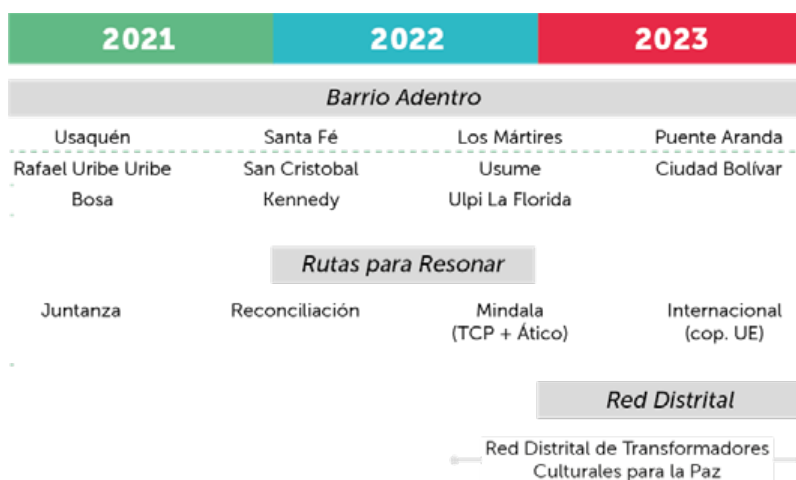 2021 2022 2023
Barrio Adentro
Usaquén Santa Fé Los Mártires Puente Aranda
Rafael Uribe Uribe San Cristobal Usume Ciudad Bolívar
Bosa Kennedy Ulpi La Florida
Rutas para Resonar
Juntanza Reconciliación Mindala Internacional
(TCP + Ático) (cop. UE)
Red Distrital
Red Distrital de Transformadores
Culturales para la Paz